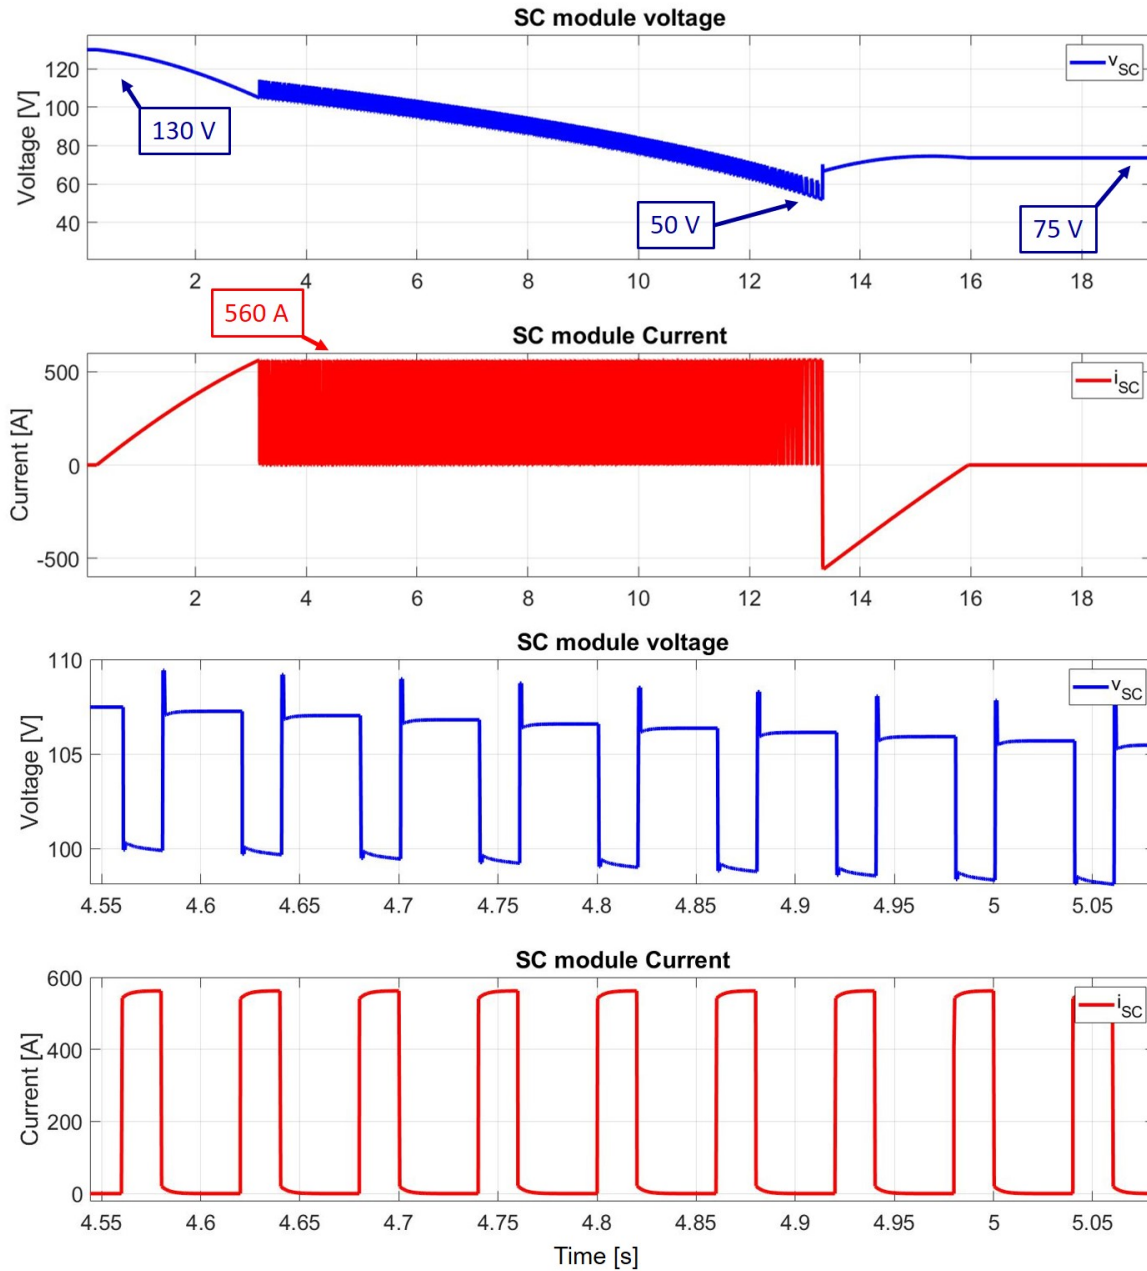 SC module voltage
Voltage [V]
120
100
80
60
40
vSC
130 V
50 V
75 V
2 4 6 8 10 12 14 16 18
560 A
SC module Current
Current [A]
500
0
-500
iSC
2 4 6 8 10 12 14 16 18
SC module voltage
Voltage [V]
110
105
100
vSC
4.55 4.6 4.65 4.7 4.75 4.8 4.85 4.9 4.95 5 5.05
SC module Current
Current [A]
600
400
200
0
iSC
4.55 4.6 4.65 4.7 4.75 4.8 4.85 4.9 4.95 5 5.05
Time [s]